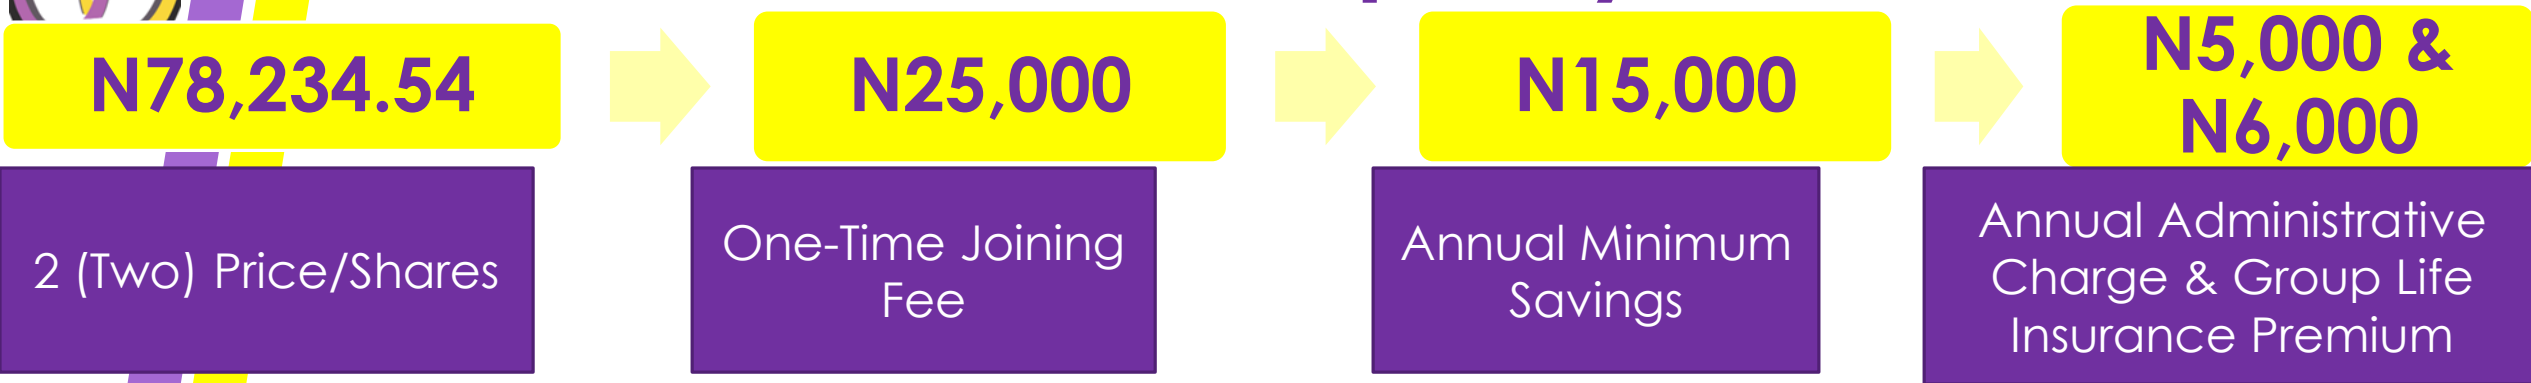 N78,234.54
2 (Two) Price/Shares
N25,000
One-Time Joining
Fee
N15,000
Annual Minimum
Savings
N5,000 &
N6,000
Annual Administrative
Charge & Group Life
Insurance Premium